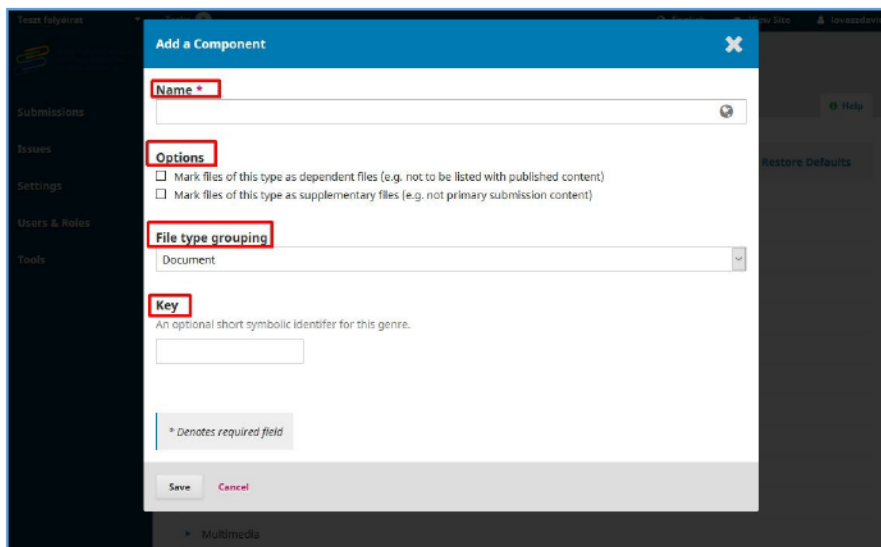 Teszt folyóirat
English
View Site
Add a Component
Submissions
Issues
Settings
Users & Roles
Tools
Help
Restore Defaults
Name *
Options
Mark files of this type as dependent files (e.g. not to be listed with published content)
Mark files of this type as supplementary files (e.g. not primary submission content)
File type grouping
Document
Key
An optional short symbolic identifer for this genre.
* Denotes required field
Save Cancel
Multimedia